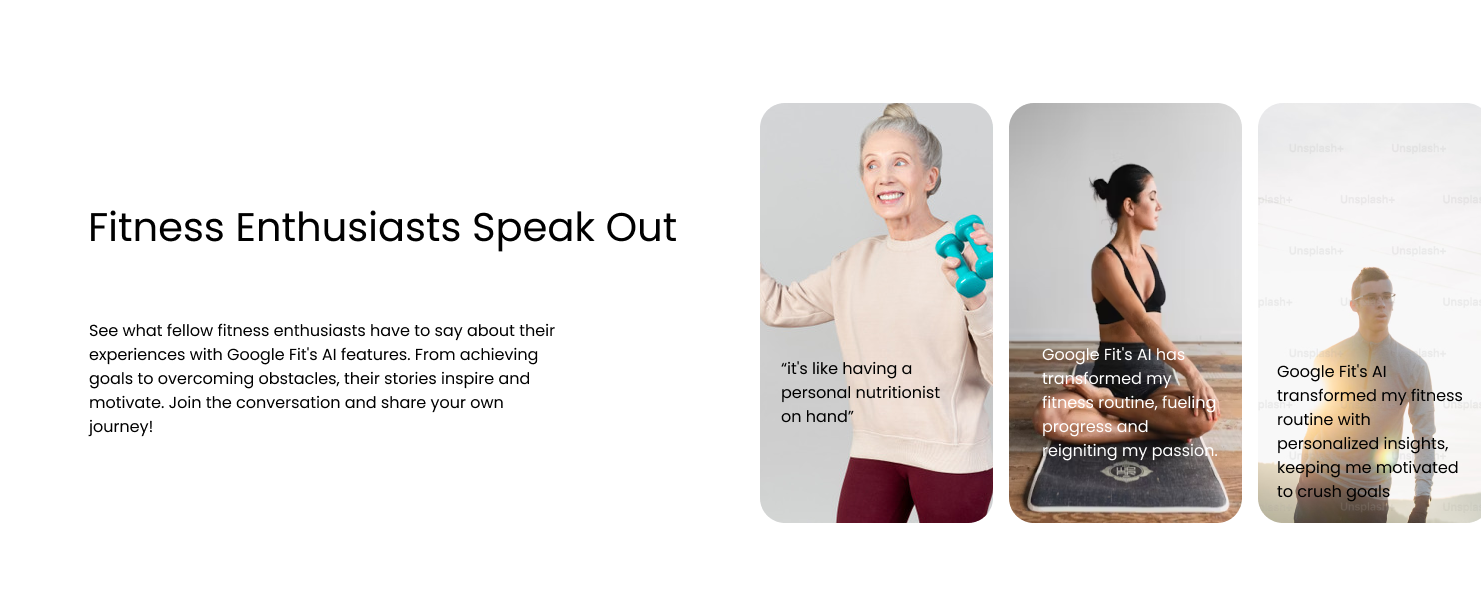 Fitness Enthusiasts Speak Out
See what fellow fitness enthusiasts have to say about their
experiences with Google Fit's AI features. From achieving
goals to overcoming obstacles, their stories inspire and
motivate. Join the conversation and share your own
journey!
“it's like having a
personal nutritionist
on hand”
Google Fit's AI has
transformed my
fitness routine, fueling
progress and
reigniting my passion.
Unsplash+ Unsplash+
plash+ Unsplash+ Unspla
Unsplash+ Unsplash+
plash+ Unspla
Unsplash+
Google Fit's AI
transformed my fitness
routine with
personalized insights,
keeping me motivated
to crush goals
Unsplash+